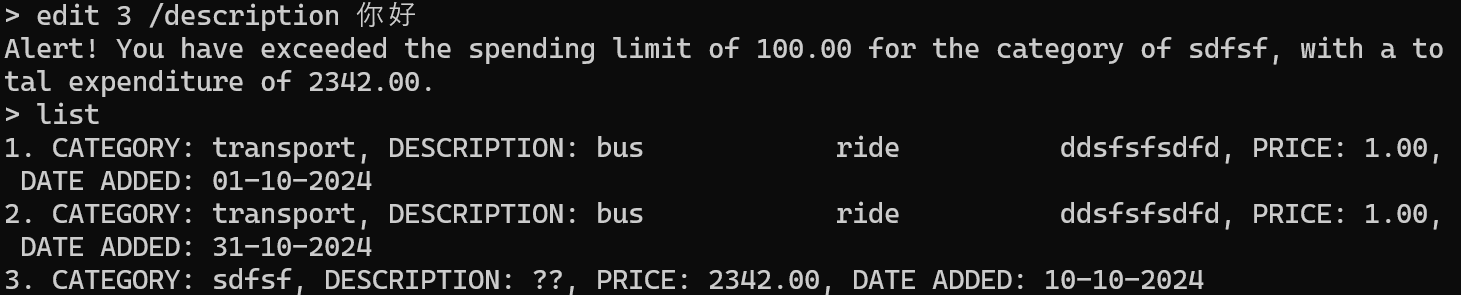 > edit 3 /description 你好
Alert! You have exceeded the spending limit of 100.00 for the category of sdfsf, with a to
tal expenditure of 2342.00.
> list
1. CATEGORY: transport, DESCRIPTION: bus            ride          ddsfsfsdfd, PRICE: 1.00,
 DATE ADDED: 01-10-2024
2. CATEGORY: transport, DESCRIPTION: bus            ride          ddsfsfsdfd, PRICE: 1.00,
 DATE ADDED: 31-10-2024
3. CATEGORY: sdfsf, DESCRIPTION: ??, PRICE: 2342.00, DATE ADDED: 10-10-2024